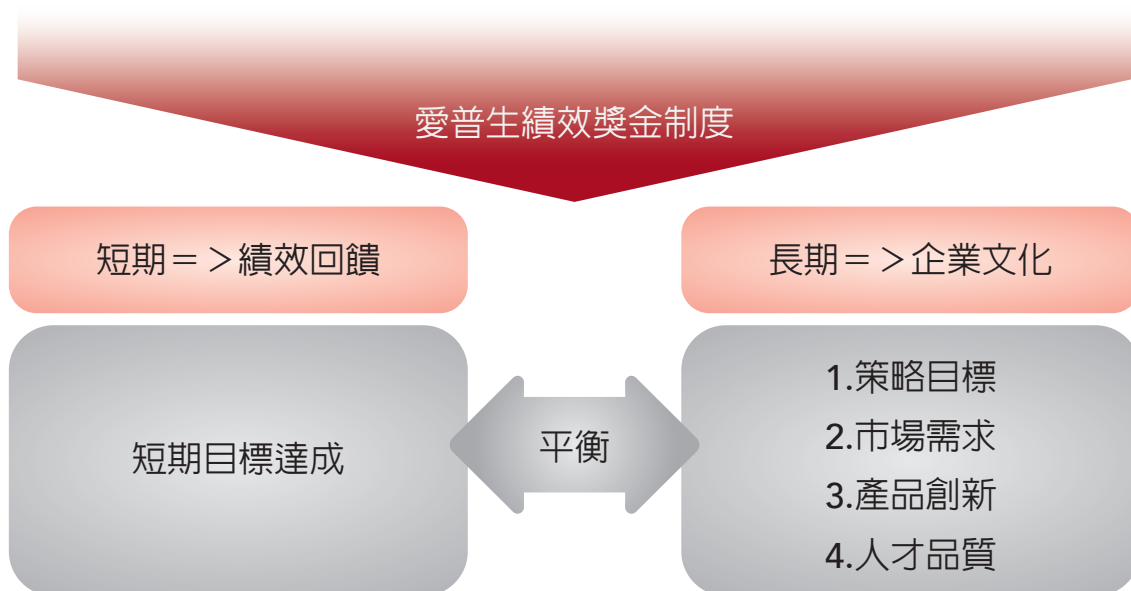 愛普生績效獎金制度
短期＝＞績效回饋
長期＝＞企業文化
短期目標達成
平衡
1.策略目標
2.市場需求
3.產品創新
4.人才品質